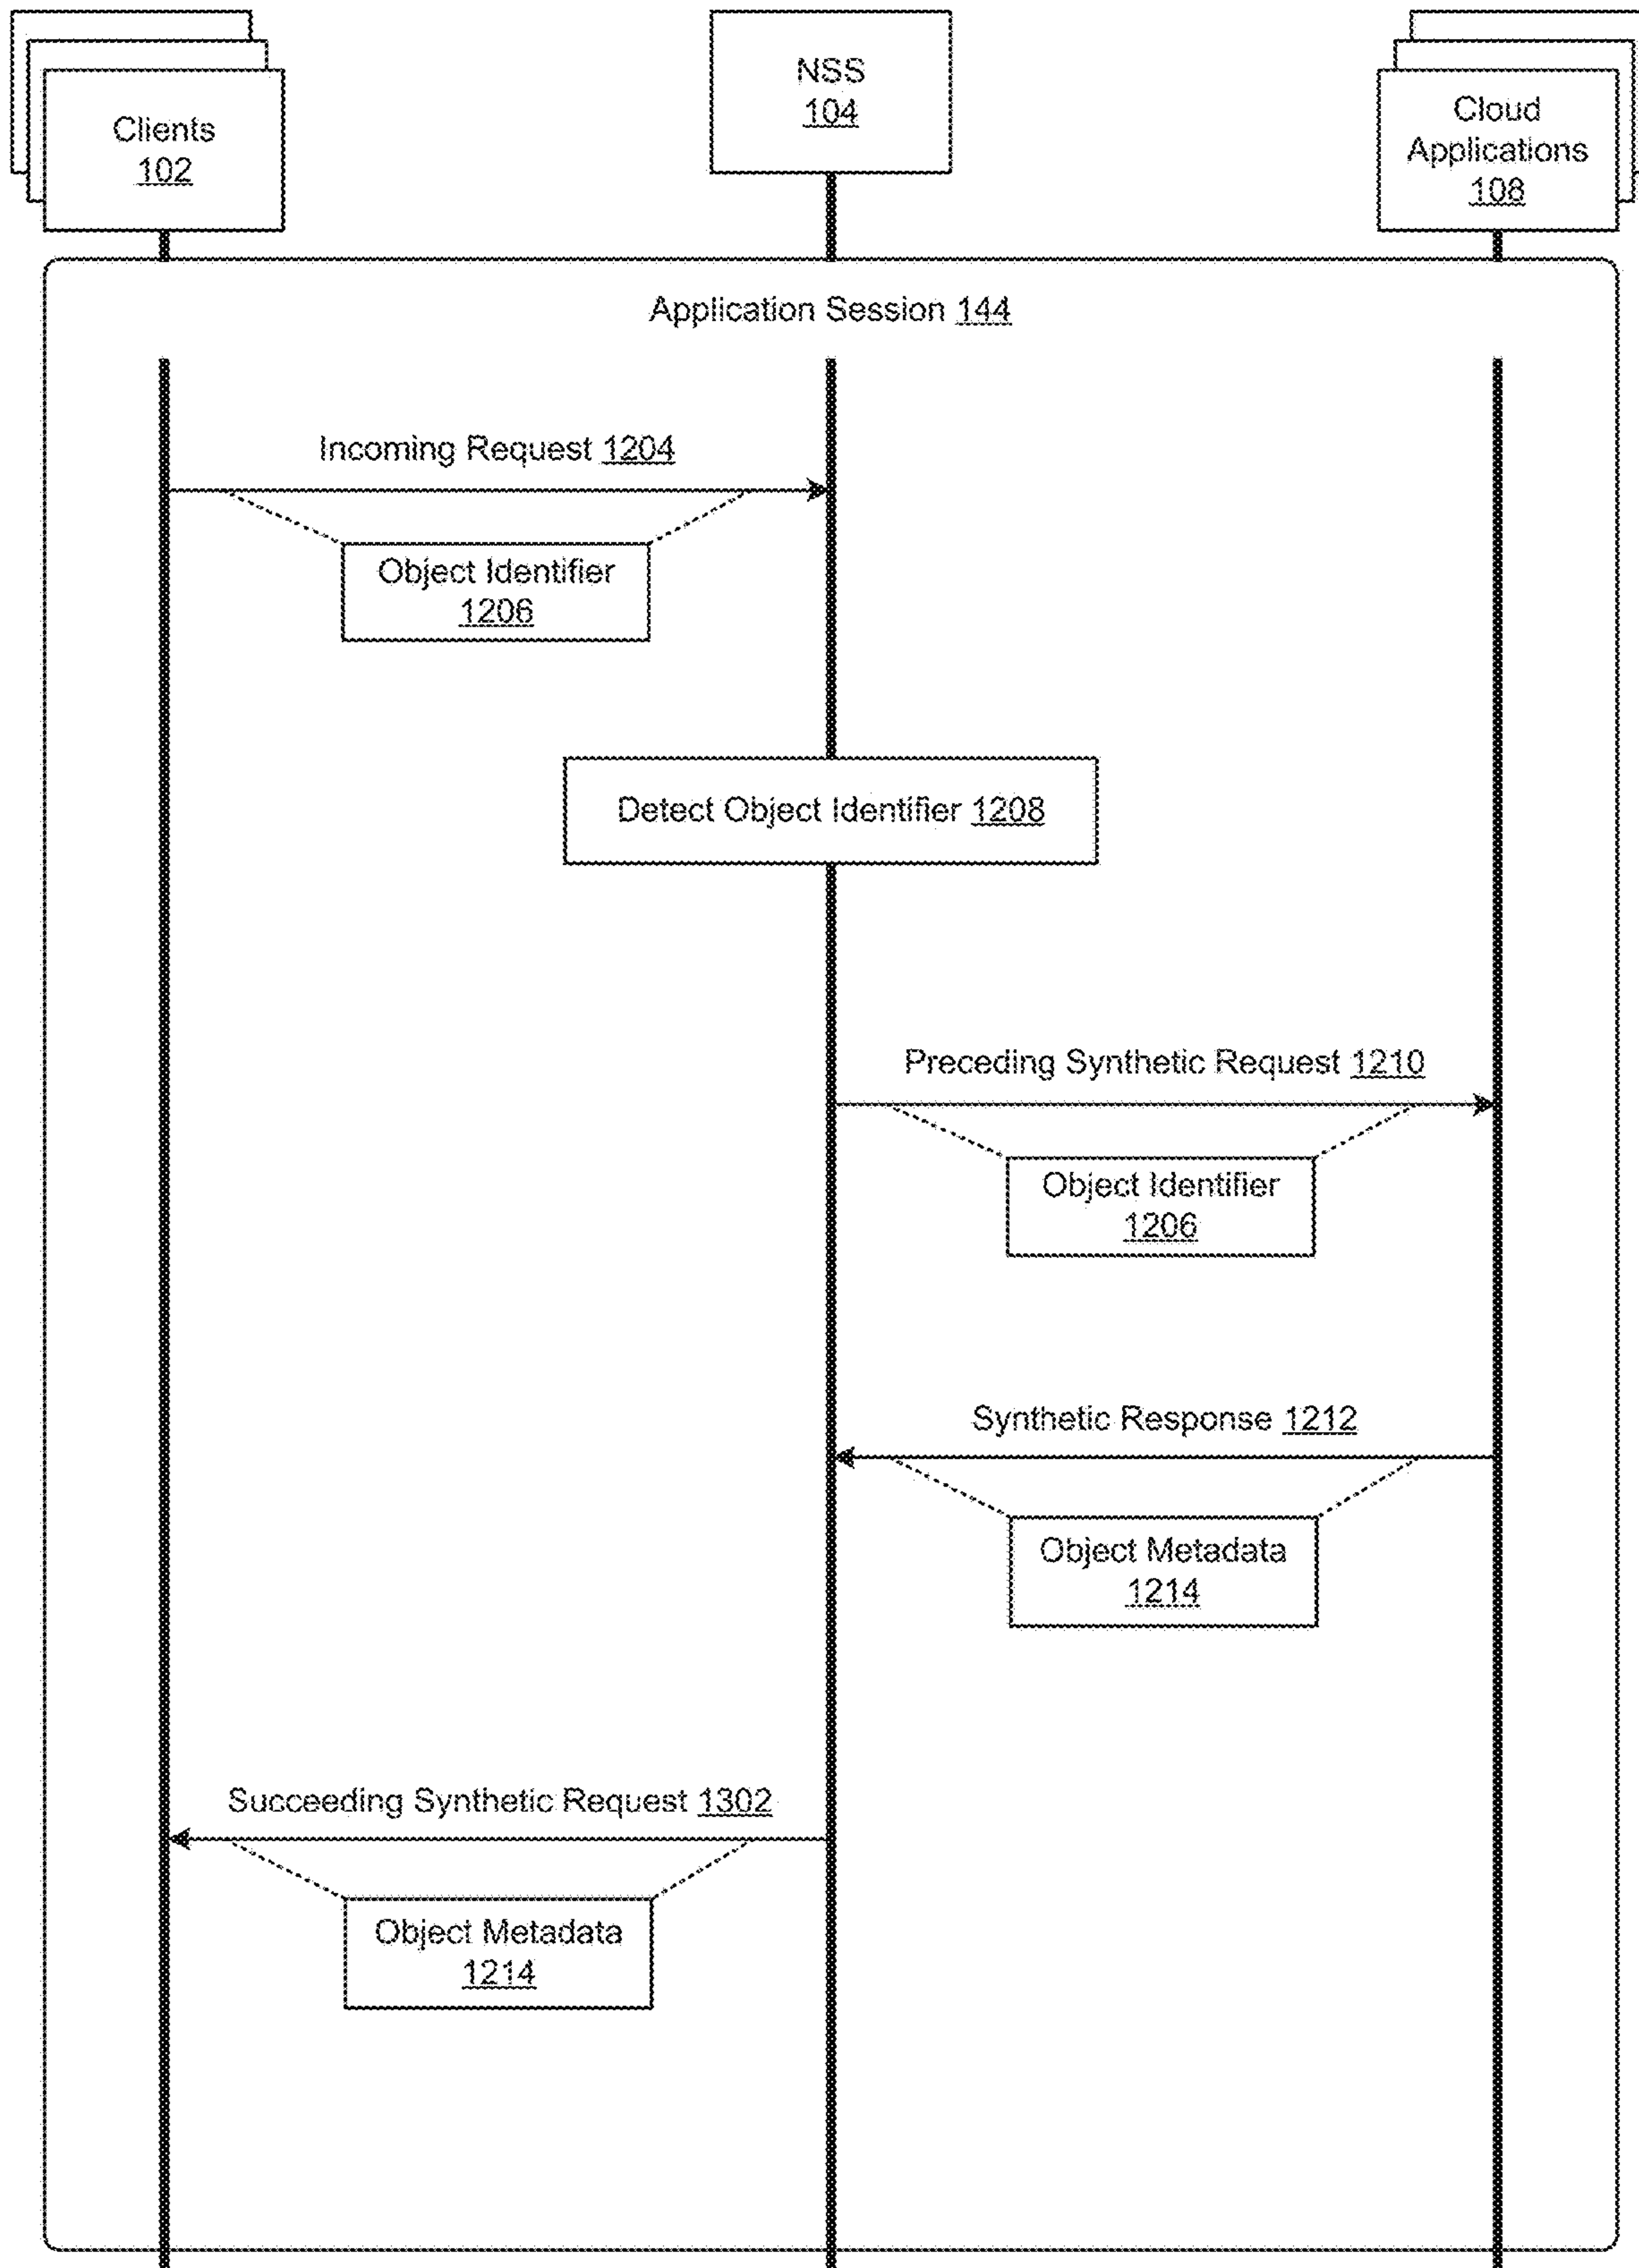 Clients
102
NSS
104
Cloud
Applications
108
Application Session 144
Incoming Request 1204
Object Identifier
1206
Detect Object Identifier 1208
Preceding Synthetic Request 1210
Object Identifier
1206
Synthetic Response 1212
Object Metadata
1214
Succeeding Synthetic Request 1302
Object Metadata
1214